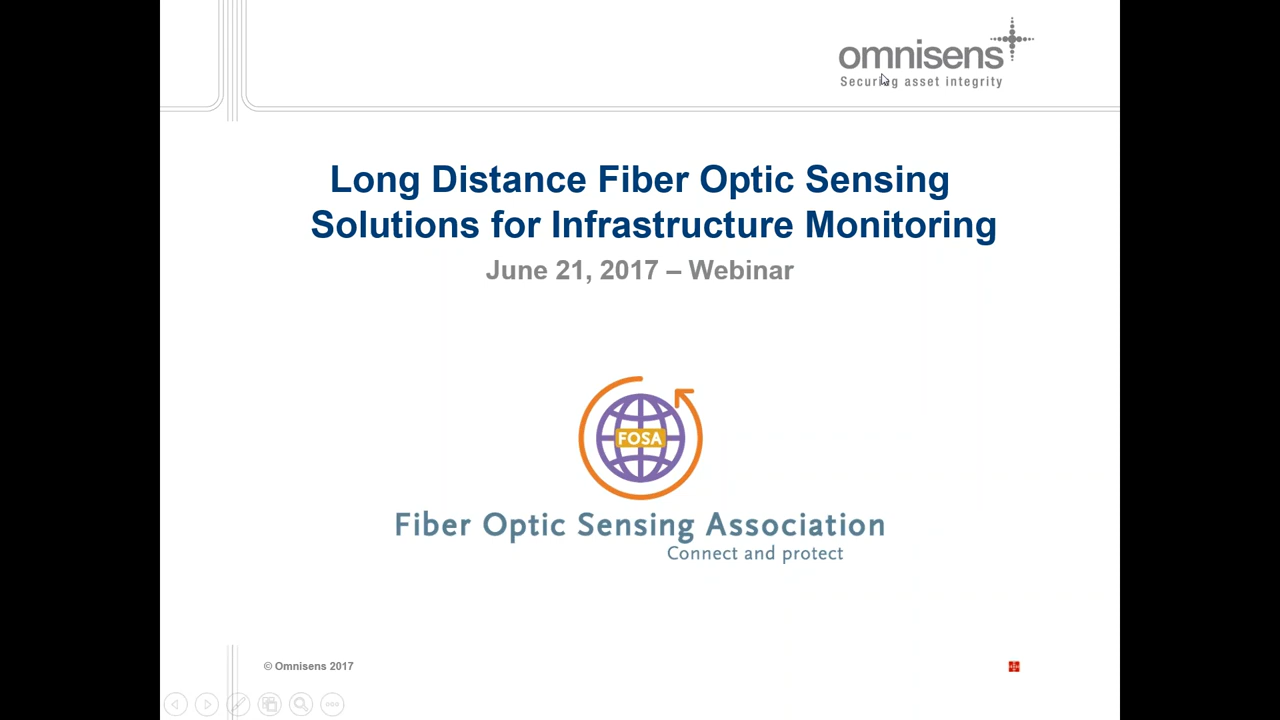 omnisens
Securing asset integrity
Long Distance Fiber Optic Sensing
Solutions for Infrastructure Monitoring
June 21, 2017 – Webinar
FOSA
Fiber Optic Sensing Association
Connect and protect
© Omnisens 2017